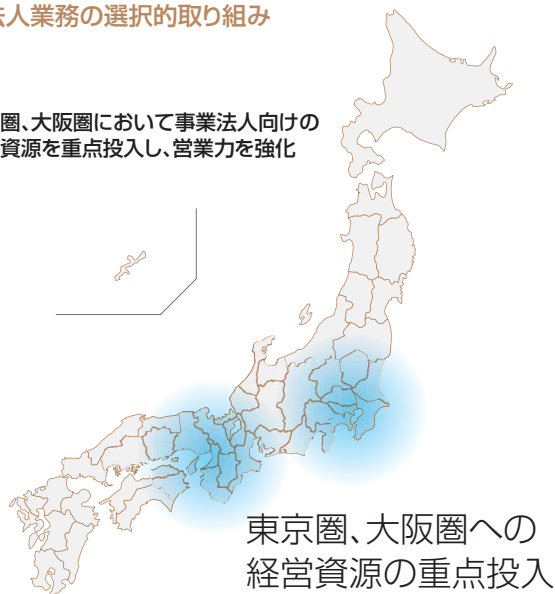 法人業務の選択的取り組み
圏、大阪圏において事業法人向けの
資源を重点投入し、営業力を強化
東京圏、大阪圏への
経営資源の重点投入